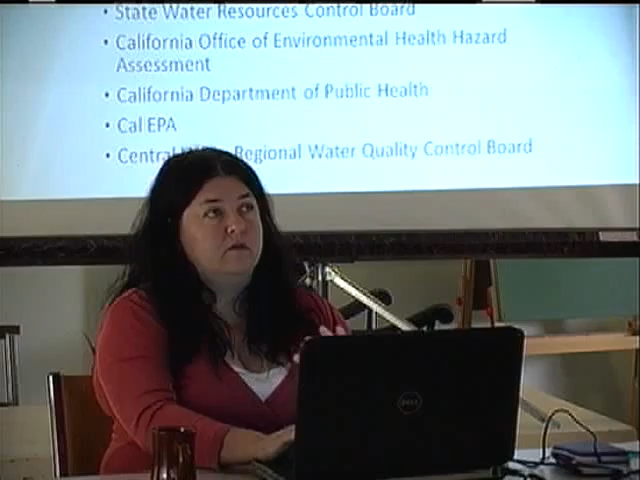 • State Water Resources Control Board
• California Office of Environmental Health Hazard
Assessment
• California Department of Public Health
• Cal EPA
• Central Regional Water Quality Control Board
DELL